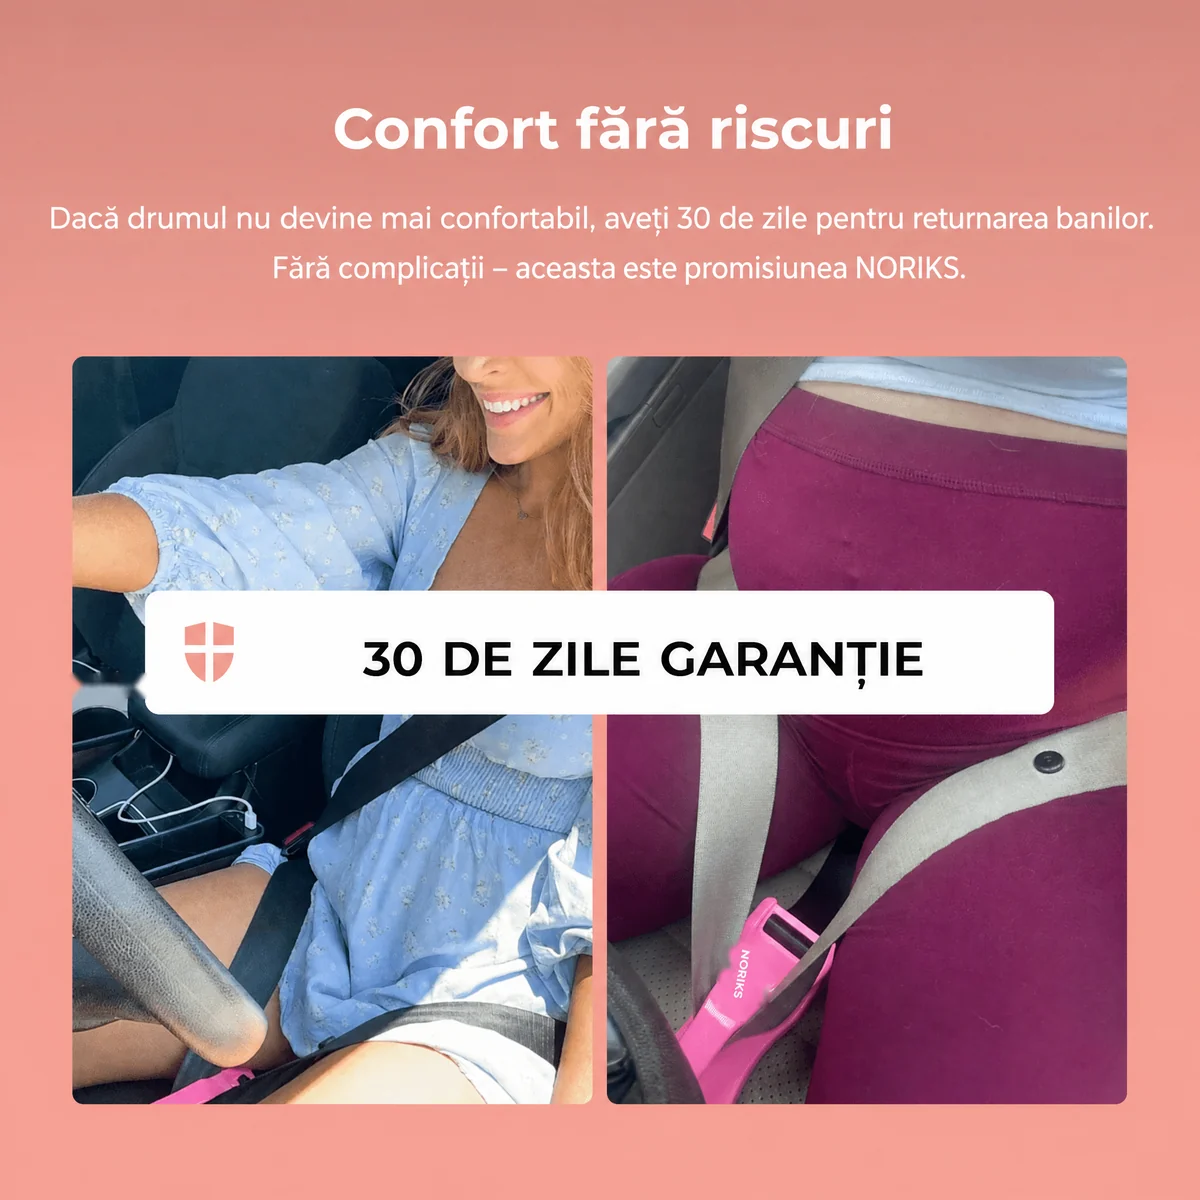 Confort fără riscuri
Dacă drumul nu devine mai confortabil, aveți 30 de zile pentru returnarea banilor.
Fără complicații – aceasta este promisiunea NORIKS.
30 DE ZILE GARANȚIE
NORIKS